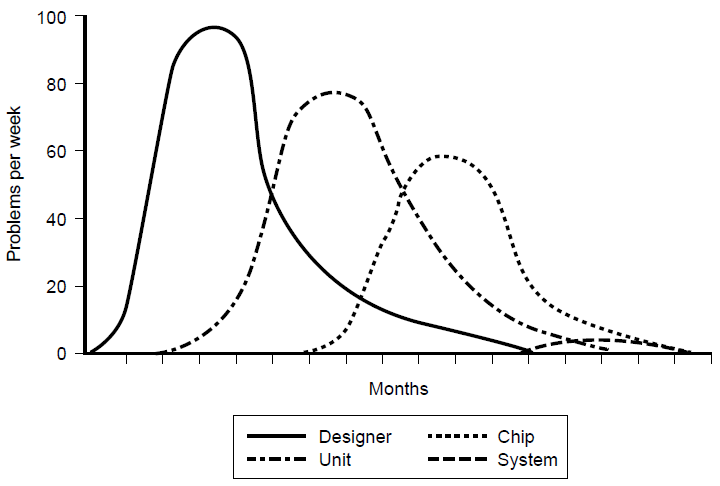 100
80
60
40
20
0
Problems per week
Months
Designer
Chip
Unit
System